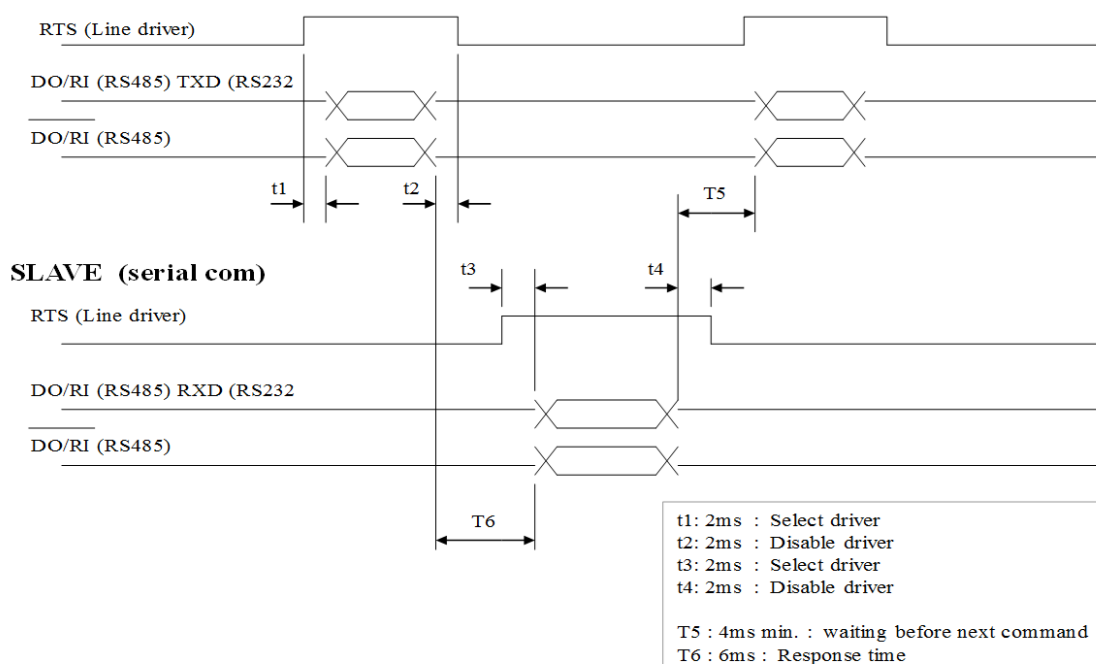 RTS (Line driver)
DO/RI (RS485) TXD (RS232
DO/RI (RS485)
t1
t2
T5
SLAVE (serial com)
t3
t4
RTS (Line driver)
DO/RI (RS485) RXD (RS232
DO/RI (RS485)
T6
t1: 2ms : Select driver
t2: 2ms : Disable driver
t3: 2ms : Select driver
t4: 2ms : Disable driver
T5 : 4ms min. : waiting before next command
T6 : 6ms : Response time